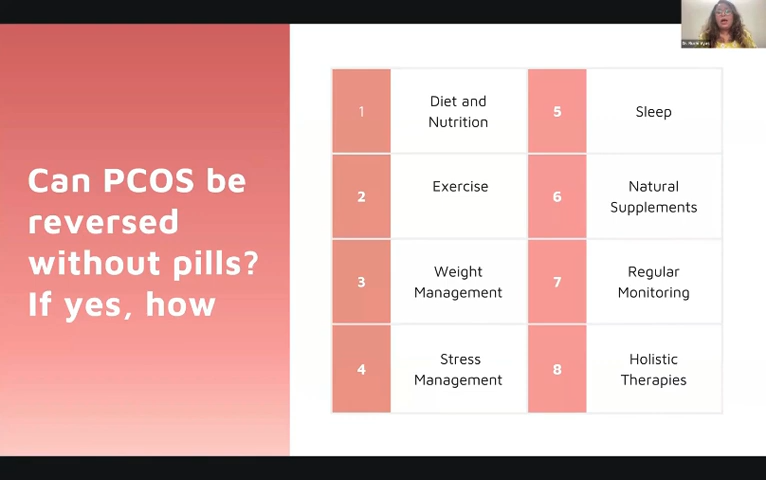 Can PCOS be
reversed
without pills?
If yes, how
1
Diet and
Nutrition
5
Sleep
2
Exercise
6
Natural
Supplements
3
Weight
Management
7
Regular
Monitoring
4
Stress
Management
8
Holistic
Therapies